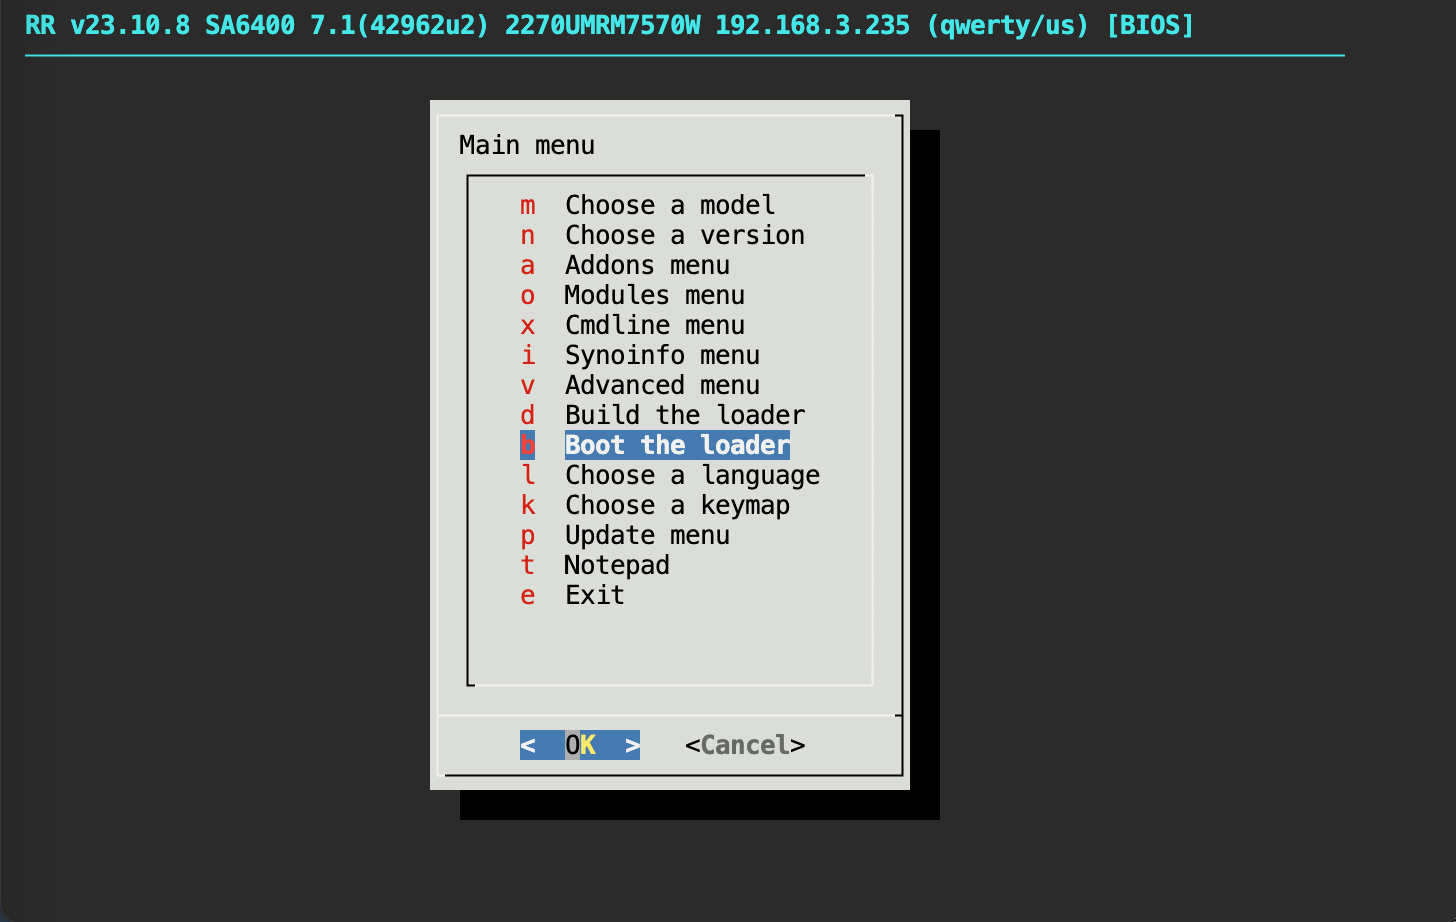 RR v23.10.8 SA6400 7.1(42962u2) 2270UMRM7570W 192.168.3.235 (qwerty/us) [BIOS]
Main menu
m Choose a model
n Choose a version
a Addons menu
o Modules menu
x Cmdline menu
i Synoinfo menu
v Advanced menu
d Build the loader
b Boot the loader
l Choose a language
k Choose a keymap
p Update menu
t Notepad
e Exit
< OK > <Cancel>